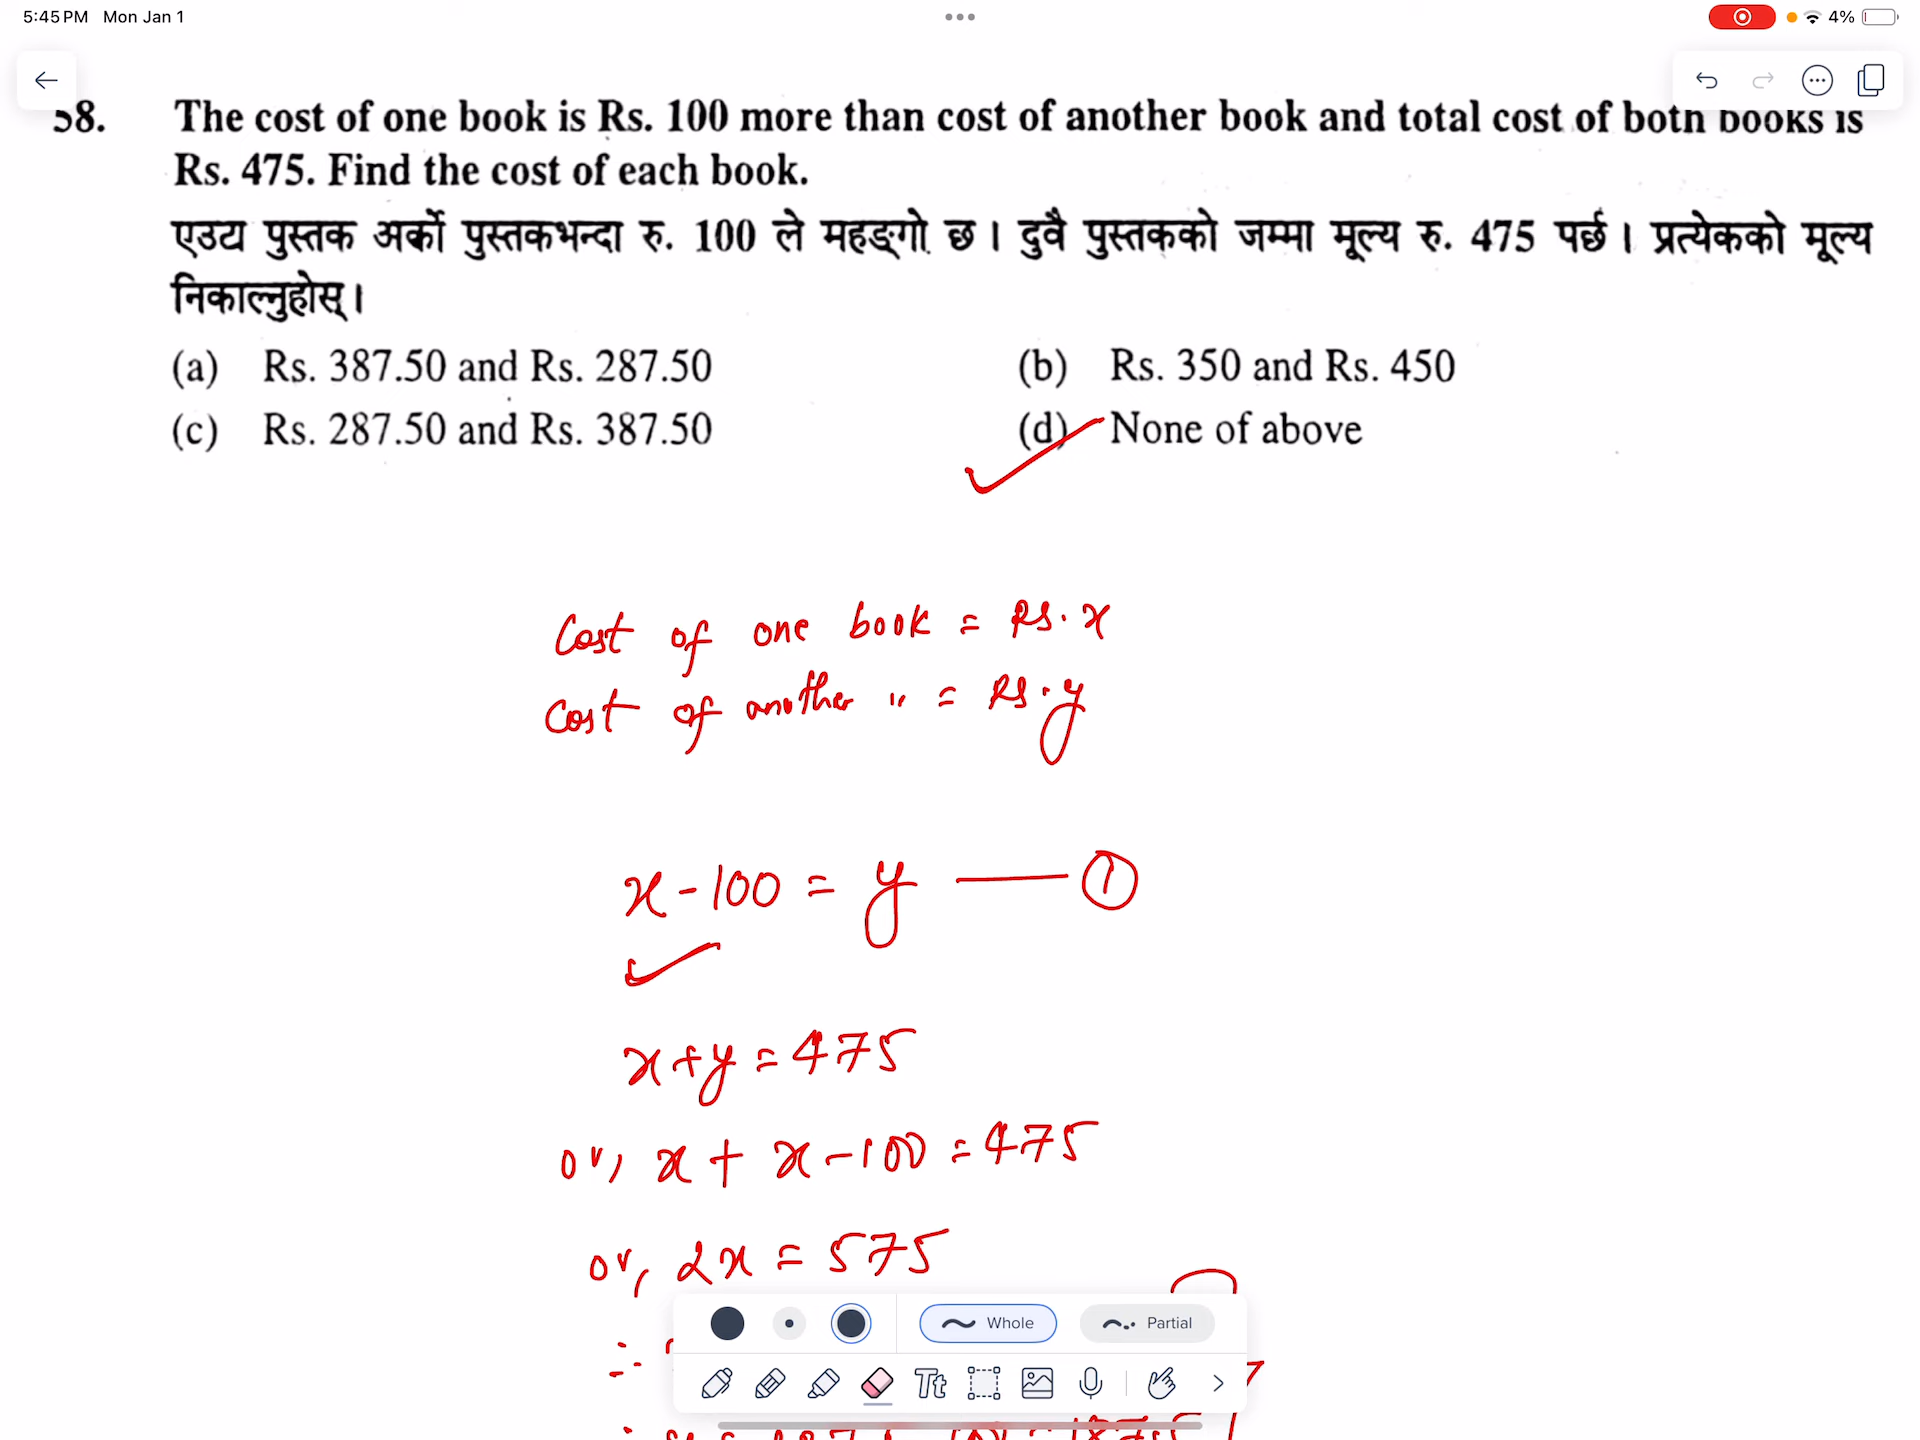 5:45 PM Mon Jan 1
4%
58. The cost of one book is Rs. 100 more than cost of another book and total cost of both books is
Rs. 475. Find the cost of each book.
एउटा पुस्तक अर्को पुस्तकभन्दा रु. 100 ले महङ्गो छ । दुवै पुस्तकको जम्मा मूल्य रु. 475 पर्छ । प्रत्येकको मूल्य
निकाल्नुहोस् ।
(a) Rs. 387.50 and Rs. 287.50 (b) Rs. 350 and Rs. 450
(c) Rs. 287.50 and Rs. 387.50 (d) None of above
Cost of one book = Rs. x
Cost of another " = Rs. y
x - 100 = y — ①
x + y = 475
or, x + x - 100 = 475
or, 2x = 575
Whole Partial
Tt